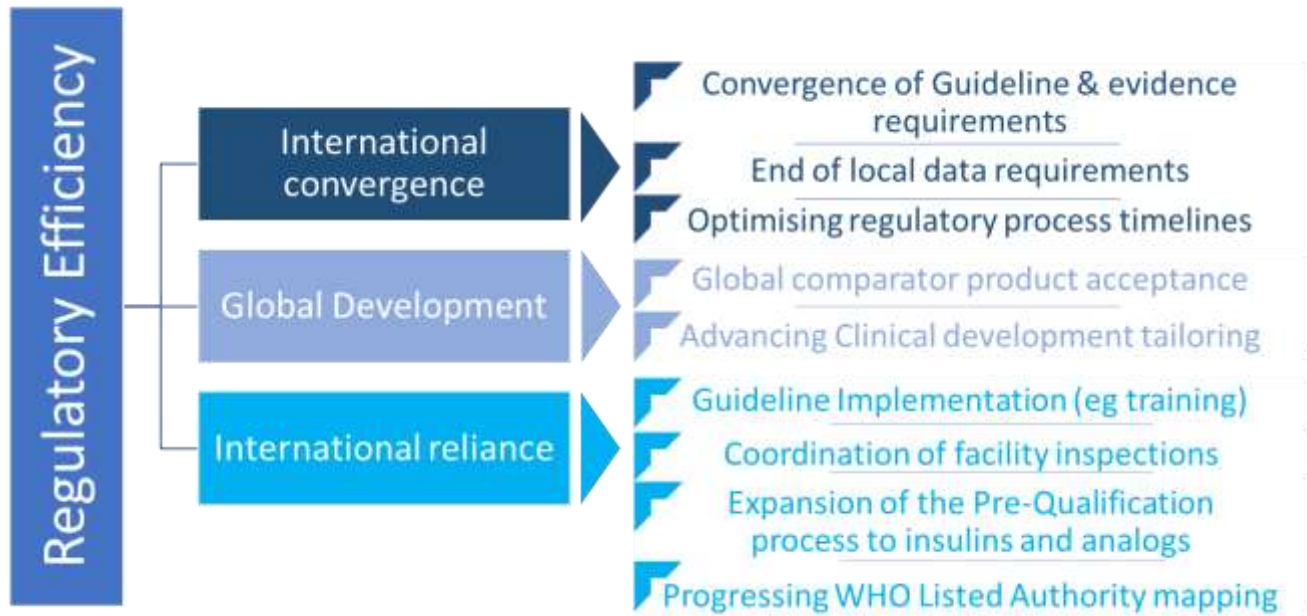 Regulatory Efficiency
International
convergence
Convergence of Guideline & evidence
requirements
End of local data requirements
Optimising regulatory process timelines
Global Development
Global comparator product acceptance
Advancing Clinical development tailoring
International reliance
Guideline Implementation (eg training)
Coordination of facility inspections
Expansion of the Pre-Qualification
process to insulins and analogs
Progressing WHO Listed Authority mapping